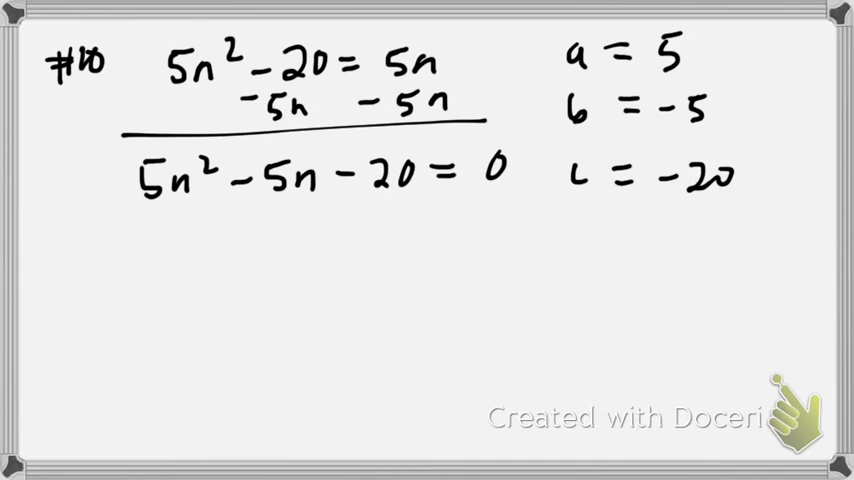 #10 5n² - 20 = 5n
- 5n - 5n
5n² - 5n - 20 = 0
a = 5
b = -5
c = -20
Created with Doceri